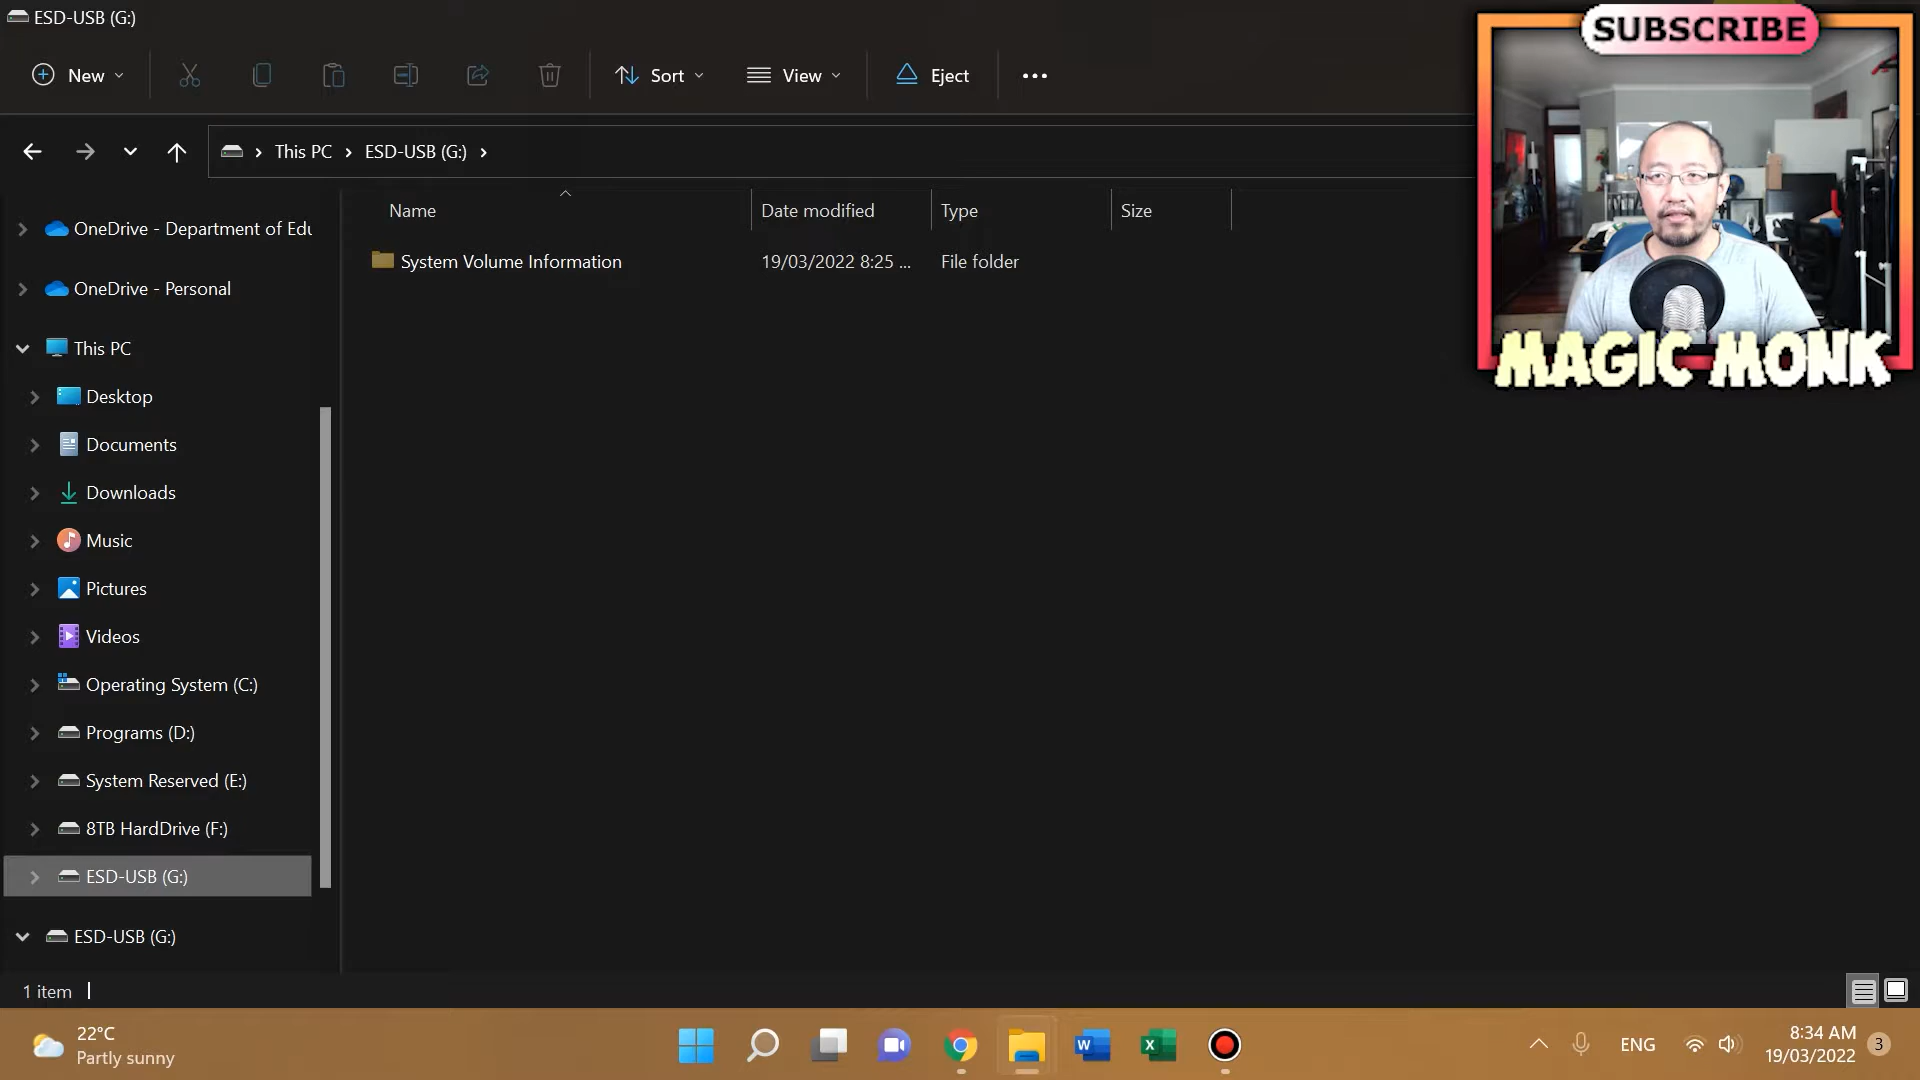 ESD-USB (G:)
New
Sort
View
Eject
This PC
ESD-USB (G:)
Name
Date modified
Type
Size
System Volume Information
19/03/2022 8:25 ...
File folder
OneDrive - Department of Edu
OneDrive - Personal
This PC
Desktop
Documents
Downloads
Music
Pictures
Videos
Operating System (C:)
Programs (D:)
System Reserved (E:)
8TB HardDrive (F:)
ESD-USB (G:)
ESD-USB (G:)
1 item
SUBSCRIBE
MAGIC MONK
22°C
Partly sunny
W
X
ENG
8:34 AM
19/03/2022
3